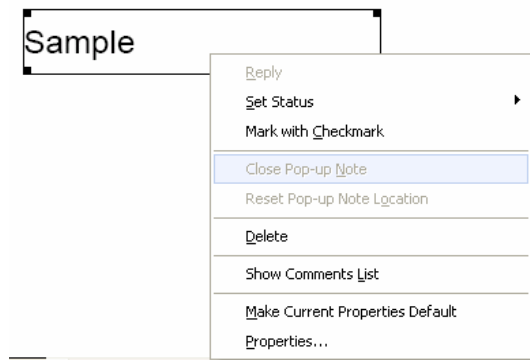 Sample
Reply
Set Status
Mark with Checkmark
Close Pop-up Note
Reset Pop-up Note Location
Delete
Show Comments List
Make Current Properties Default
Properties...